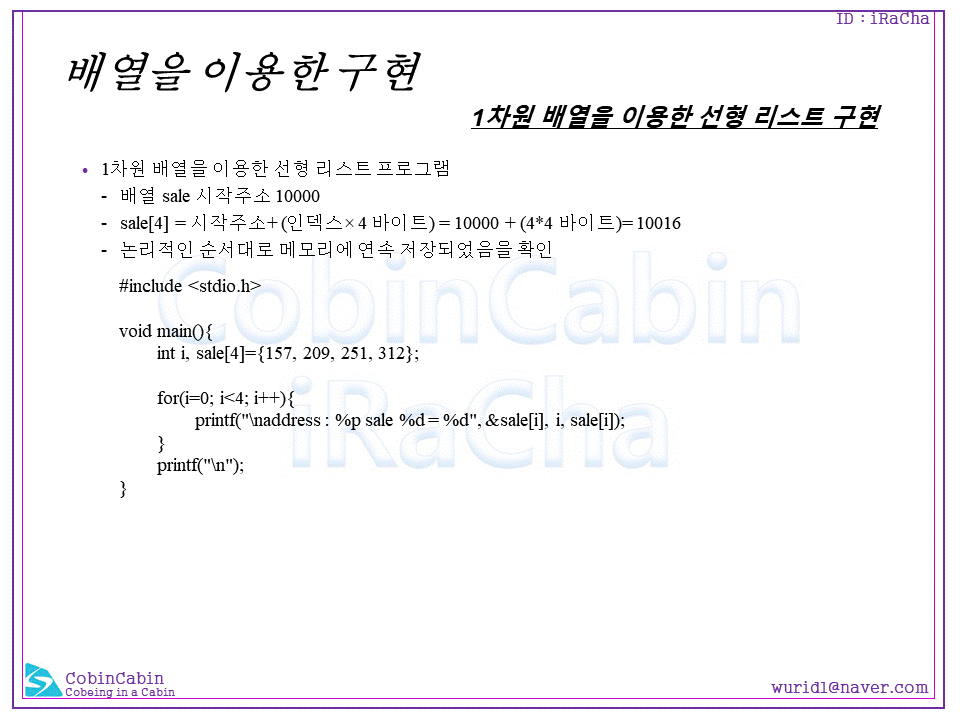 ID : iRaCha
배열을 이용한 구현
1차원 배열을 이용한 선형 리스트 구현
• 1차원 배열을 이용한 선형 리스트 프로그램
- 배열 sale 시작주소 10000
- sale[4] = 시작주소+ (인덱스× 4 바이트) = 10000 + (4*4 바이트)= 10016
- 논리적인 순서대로 메모리에 연속 저장되었음을 확인
CobinCabin
iRaCha
#include <stdio.h>
void main(){
int i, sale[4]={157, 209, 251, 312};
for(i=0; i<4; i++){
printf("\naddress : %p sale %d = %d", &sale[i], i, sale[i]);
}
printf("\n");
}
CobinCabin
Cobeing in a Cabin
wurid1@naver.com